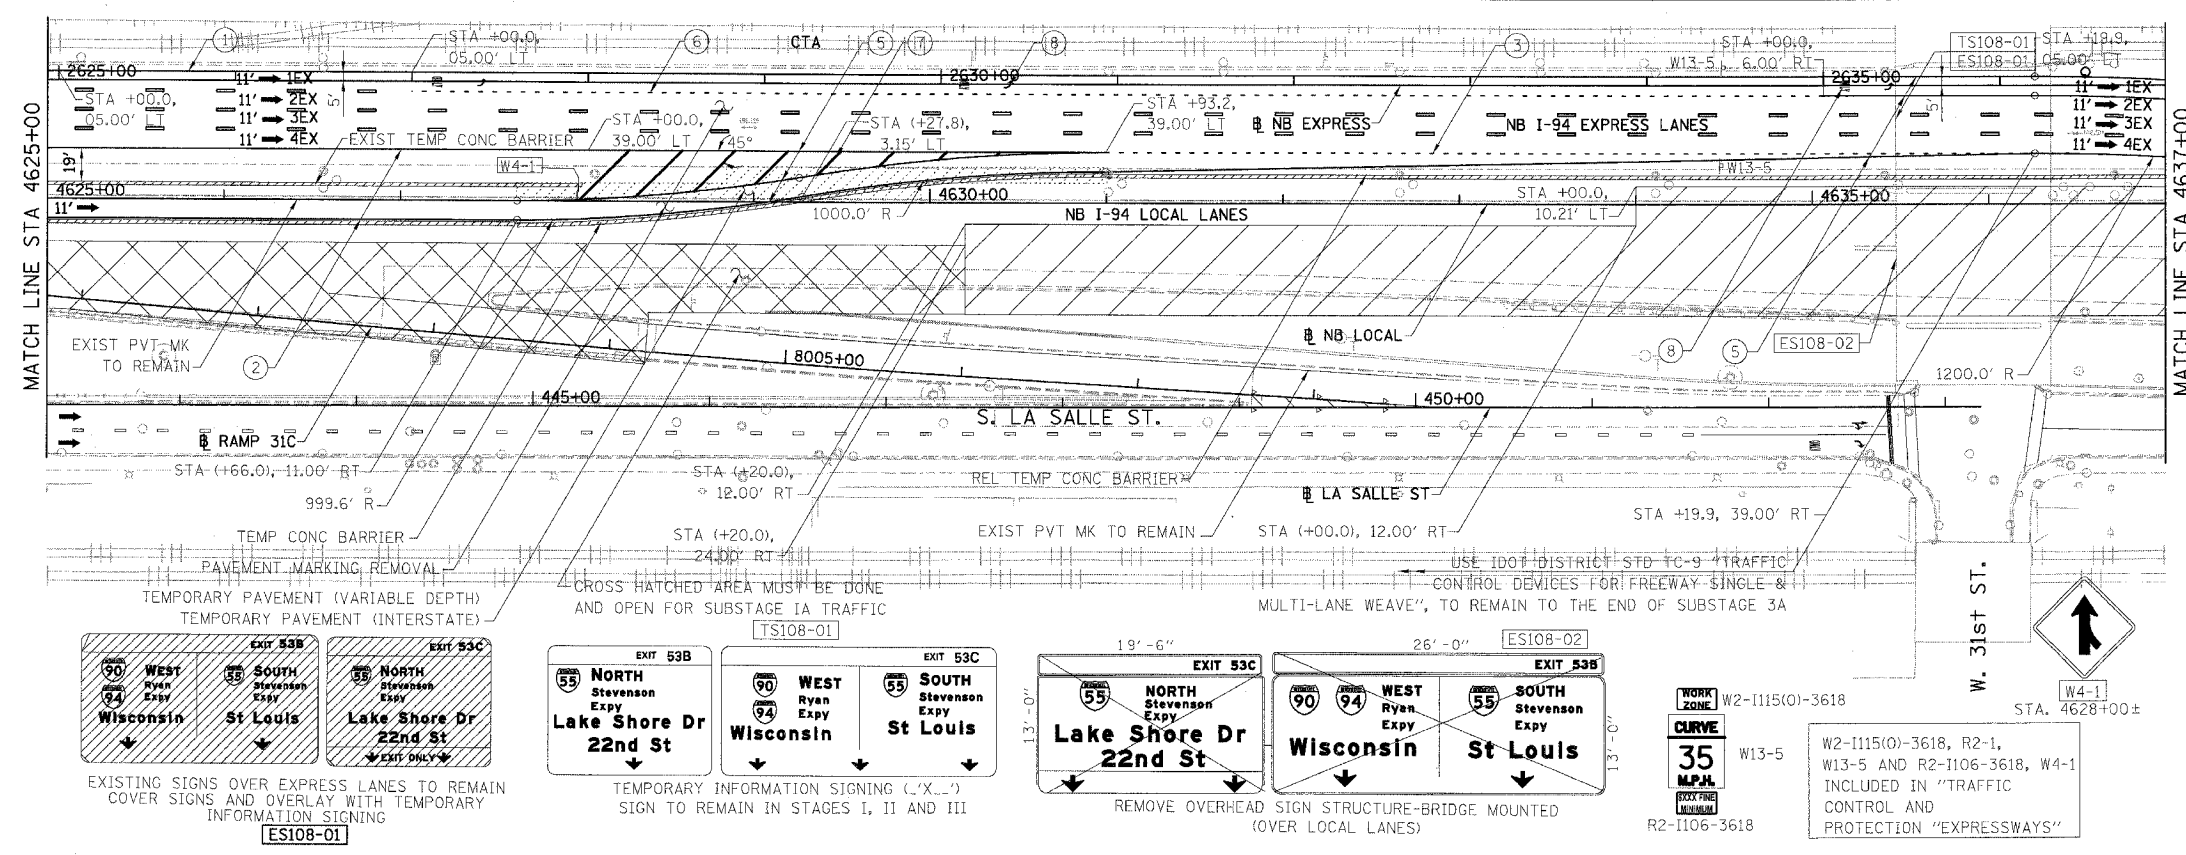 MATCH LINE STA 4625+00
MATCH LINE STA 4637+00
1
STA +00.0,
05.00' LT
6
CTA
5
7
8
3
STA +00.0,
6.00' RT
W13-5
TS108-01
ES108-01
STA +19.9,
05.00' LT
2625+00
2630+00
2635+00
11' 1EX
11' 2EX
11' 3EX
11' 4EX
5'
STA +00.0,
05.00' LT
EXIST TEMP CONC BARRIER
STA +00.0,
39.00' LT
45°
STA (+27.8),
3.15' LT
STA +93.2,
39.00' LT
℄ NB EXPRESS
NB I-94 EXPRESS LANES
5'
11' 1EX
11' 2EX
11' 3EX
11' 4EX
19'
W4-1
W13-5
4625+00
11'
1000.0' R
4630+00
NB I-94 LOCAL LANES
STA +00.0,
10.21' LT
4635+00
EXIST PVT MK
TO REMAIN
2
8005+00
℄ NB LOCAL
8
5
ES108-02
1200.0' R
445+00
450+00
S. LA SALLE ST.
℄ RAMP 31C
STA (+66.0), 11.00' RT
999.6' R
STA (+20.0),
12.00' RT
REL TEMP CONC BARRIER
℄ LA SALLE ST
TEMP CONC BARRIER
STA (+20.0),
24.00' RT
EXIST PVT MK TO REMAIN
STA (+00.0), 12.00' RT
STA +19.9, 39.00' RT
PAVEMENT MARKING REMOVAL
TEMPORARY PAVEMENT (VARIABLE DEPTH)
TEMPORARY PAVEMENT (INTERSTATE)
CROSS HATCHED AREA MUST BE DONE
AND OPEN FOR SUBSTAGE 1A TRAFFIC
USE IDOT DISTRICT STD TC-9 "TRAFFIC
CONTROL DEVICES FOR FREEWAY SINGLE &
MULTI-LANE WEAVE", TO REMAIN TO THE END OF SUBSTAGE 3A
W. 31st ST.
EXIT 53B
90 WEST
94 Ryan
Expy
Wisconsin
55 SOUTH
Stevenson
Expy
St Louis
EXIT 53C
55 NORTH
Stevenson
Expy
Lake Shore Dr
22nd St
EXIT ONLY
EXISTING SIGNS OVER EXPRESS LANES TO REMAIN
COVER SIGNS AND OVERLAY WITH TEMPORARY
INFORMATION SIGNING
ES108-01
TS108-01
EXIT 53B
55 NORTH
Stevenson
Expy
Lake Shore Dr
22nd St
EXIT 53C
90 WEST
Ryan
94 Expy
Wisconsin
55 SOUTH
Stevenson
Expy
St Louis
TEMPORARY INFORMATION SIGNING (_'X__')
SIGN TO REMAIN IN STAGES I, II AND III
19'-6"
26'-0"
ES108-02
13'-0"
EXIT 53C
55 NORTH
Stevenson
Expy
Lake Shore Dr
22nd St
EXIT 53B
90 94 WEST
Ryan
Expy
Wisconsin
55 SOUTH
Stevenson
Expy
St Louis
13'-0"
REMOVE OVERHEAD SIGN STRUCTURE-BRIDGE MOUNTED
(OVER LOCAL LANES)
WORK
ZONE
W2-I115(O)-3618
CURVE
35
M.P.H.
W13-5
$XXX FINE
MINIMUM
R2-I106-3618
W4-1
STA. 4628+00±
W2-I115(O)-3618, R2-1,
W13-5 AND R2-I106-3618, W4-1
INCLUDED IN "TRAFFIC
CONTROL AND
PROTECTION "EXPRESSWAYS"